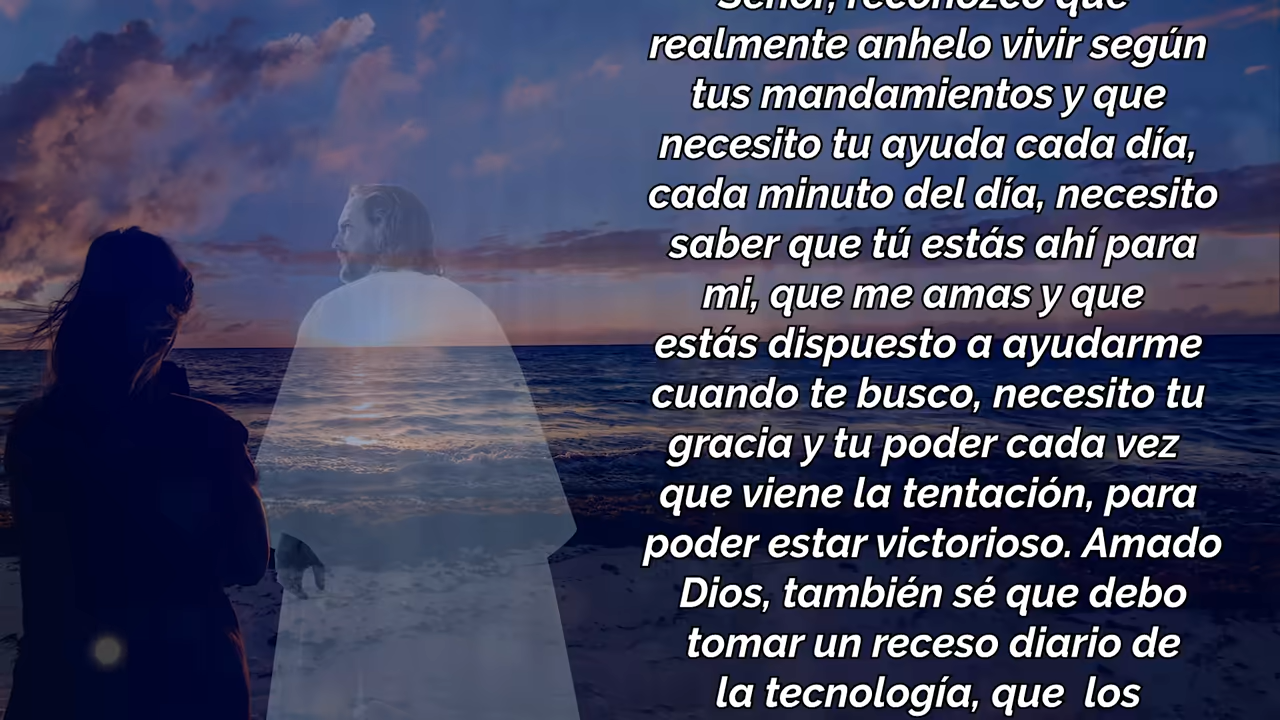 Señor, reconozco que
realmente anhelo vivir según
tus mandamientos y que
necesito tu ayuda cada día,
cada minuto del día, necesito
saber que tú estás ahí para
mi, que me amas y que
estás dispuesto a ayudarme
cuando te busco, necesito tu
gracia y tu poder cada vez
que viene la tentación, para
poder estar victorioso. Amado
Dios, también sé que debo
tomar un receso diario de
la tecnología, que  los